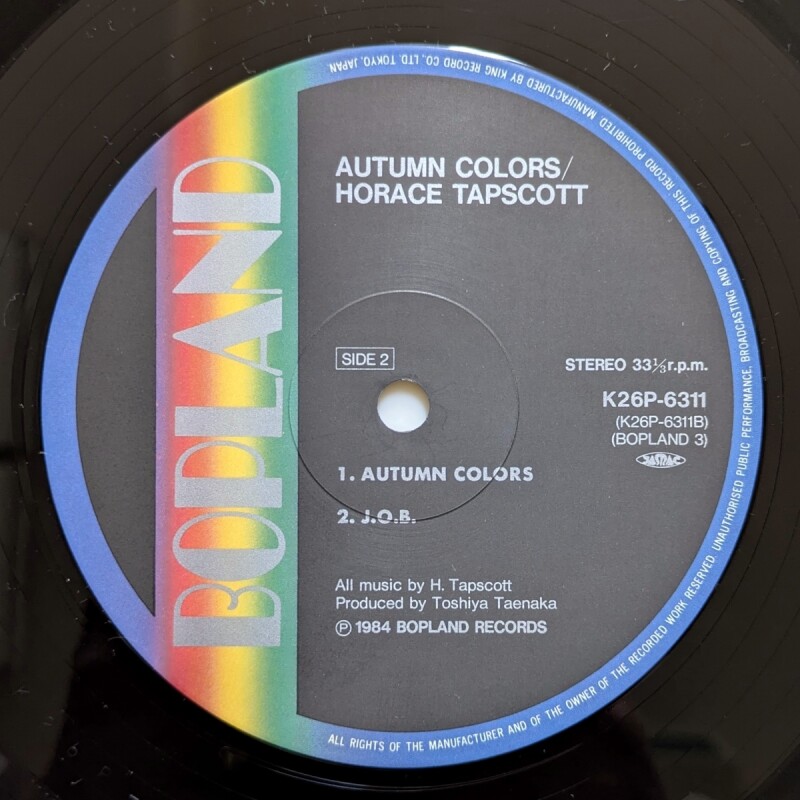 BOPLAND
AUTUMN COLORS/
HORACE TAPSCOTT
SIDE 2
STEREO 33⅓r.p.m.
K26P-6311
(K26P-6311B)
(BOPLAND 3)
JASRAC
1. AUTUMN COLORS
2. J.O.B.
All music by H. Tapscott
Produced by Toshiya Taenaka
Ⓟ 1984 BOPLAND RECORDS
ALL RIGHTS OF THE MANUFACTURER AND OF THE OWNER OF THE RECORDED WORK RESERVED. UNAUTHORISED PUBLIC PERFORMANCE, BROADCASTING AND COPYING OF THIS RECORD PROHIBITED MANUFACTURED BY KING RECORD CO., LTD. TOKYO, JAPAN